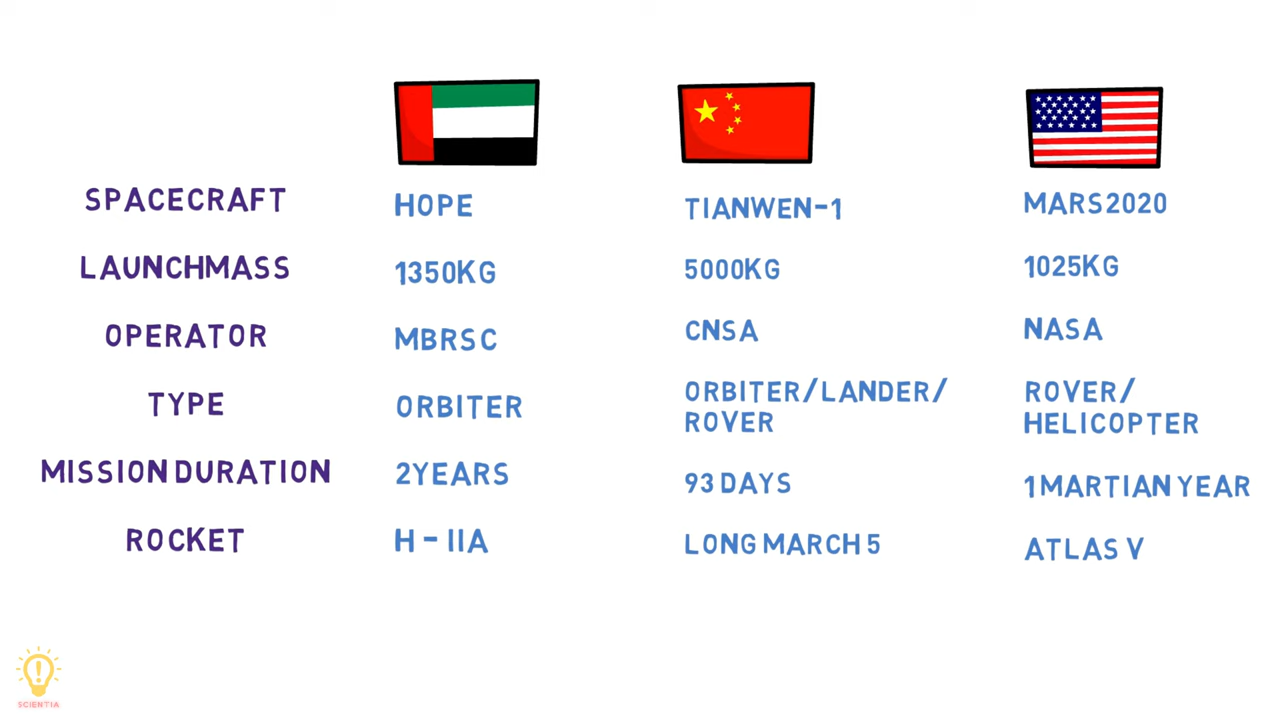 SPACECRAFT HOPE TIANWEN-1 MARS2020
LAUNCHMASS 1350KG 5000KG 1025KG
OPERATOR MBRSC CNSA NASA
TYPE ORBITER ORBITER/LANDER/ ROVER/
ROVER HELICOPTER
MISSION DURATION 2YEARS 93 DAYS 1 MARTIAN YEAR
ROCKET H - IIA LONG MARCH 5 ATLAS V
SCIENTIA